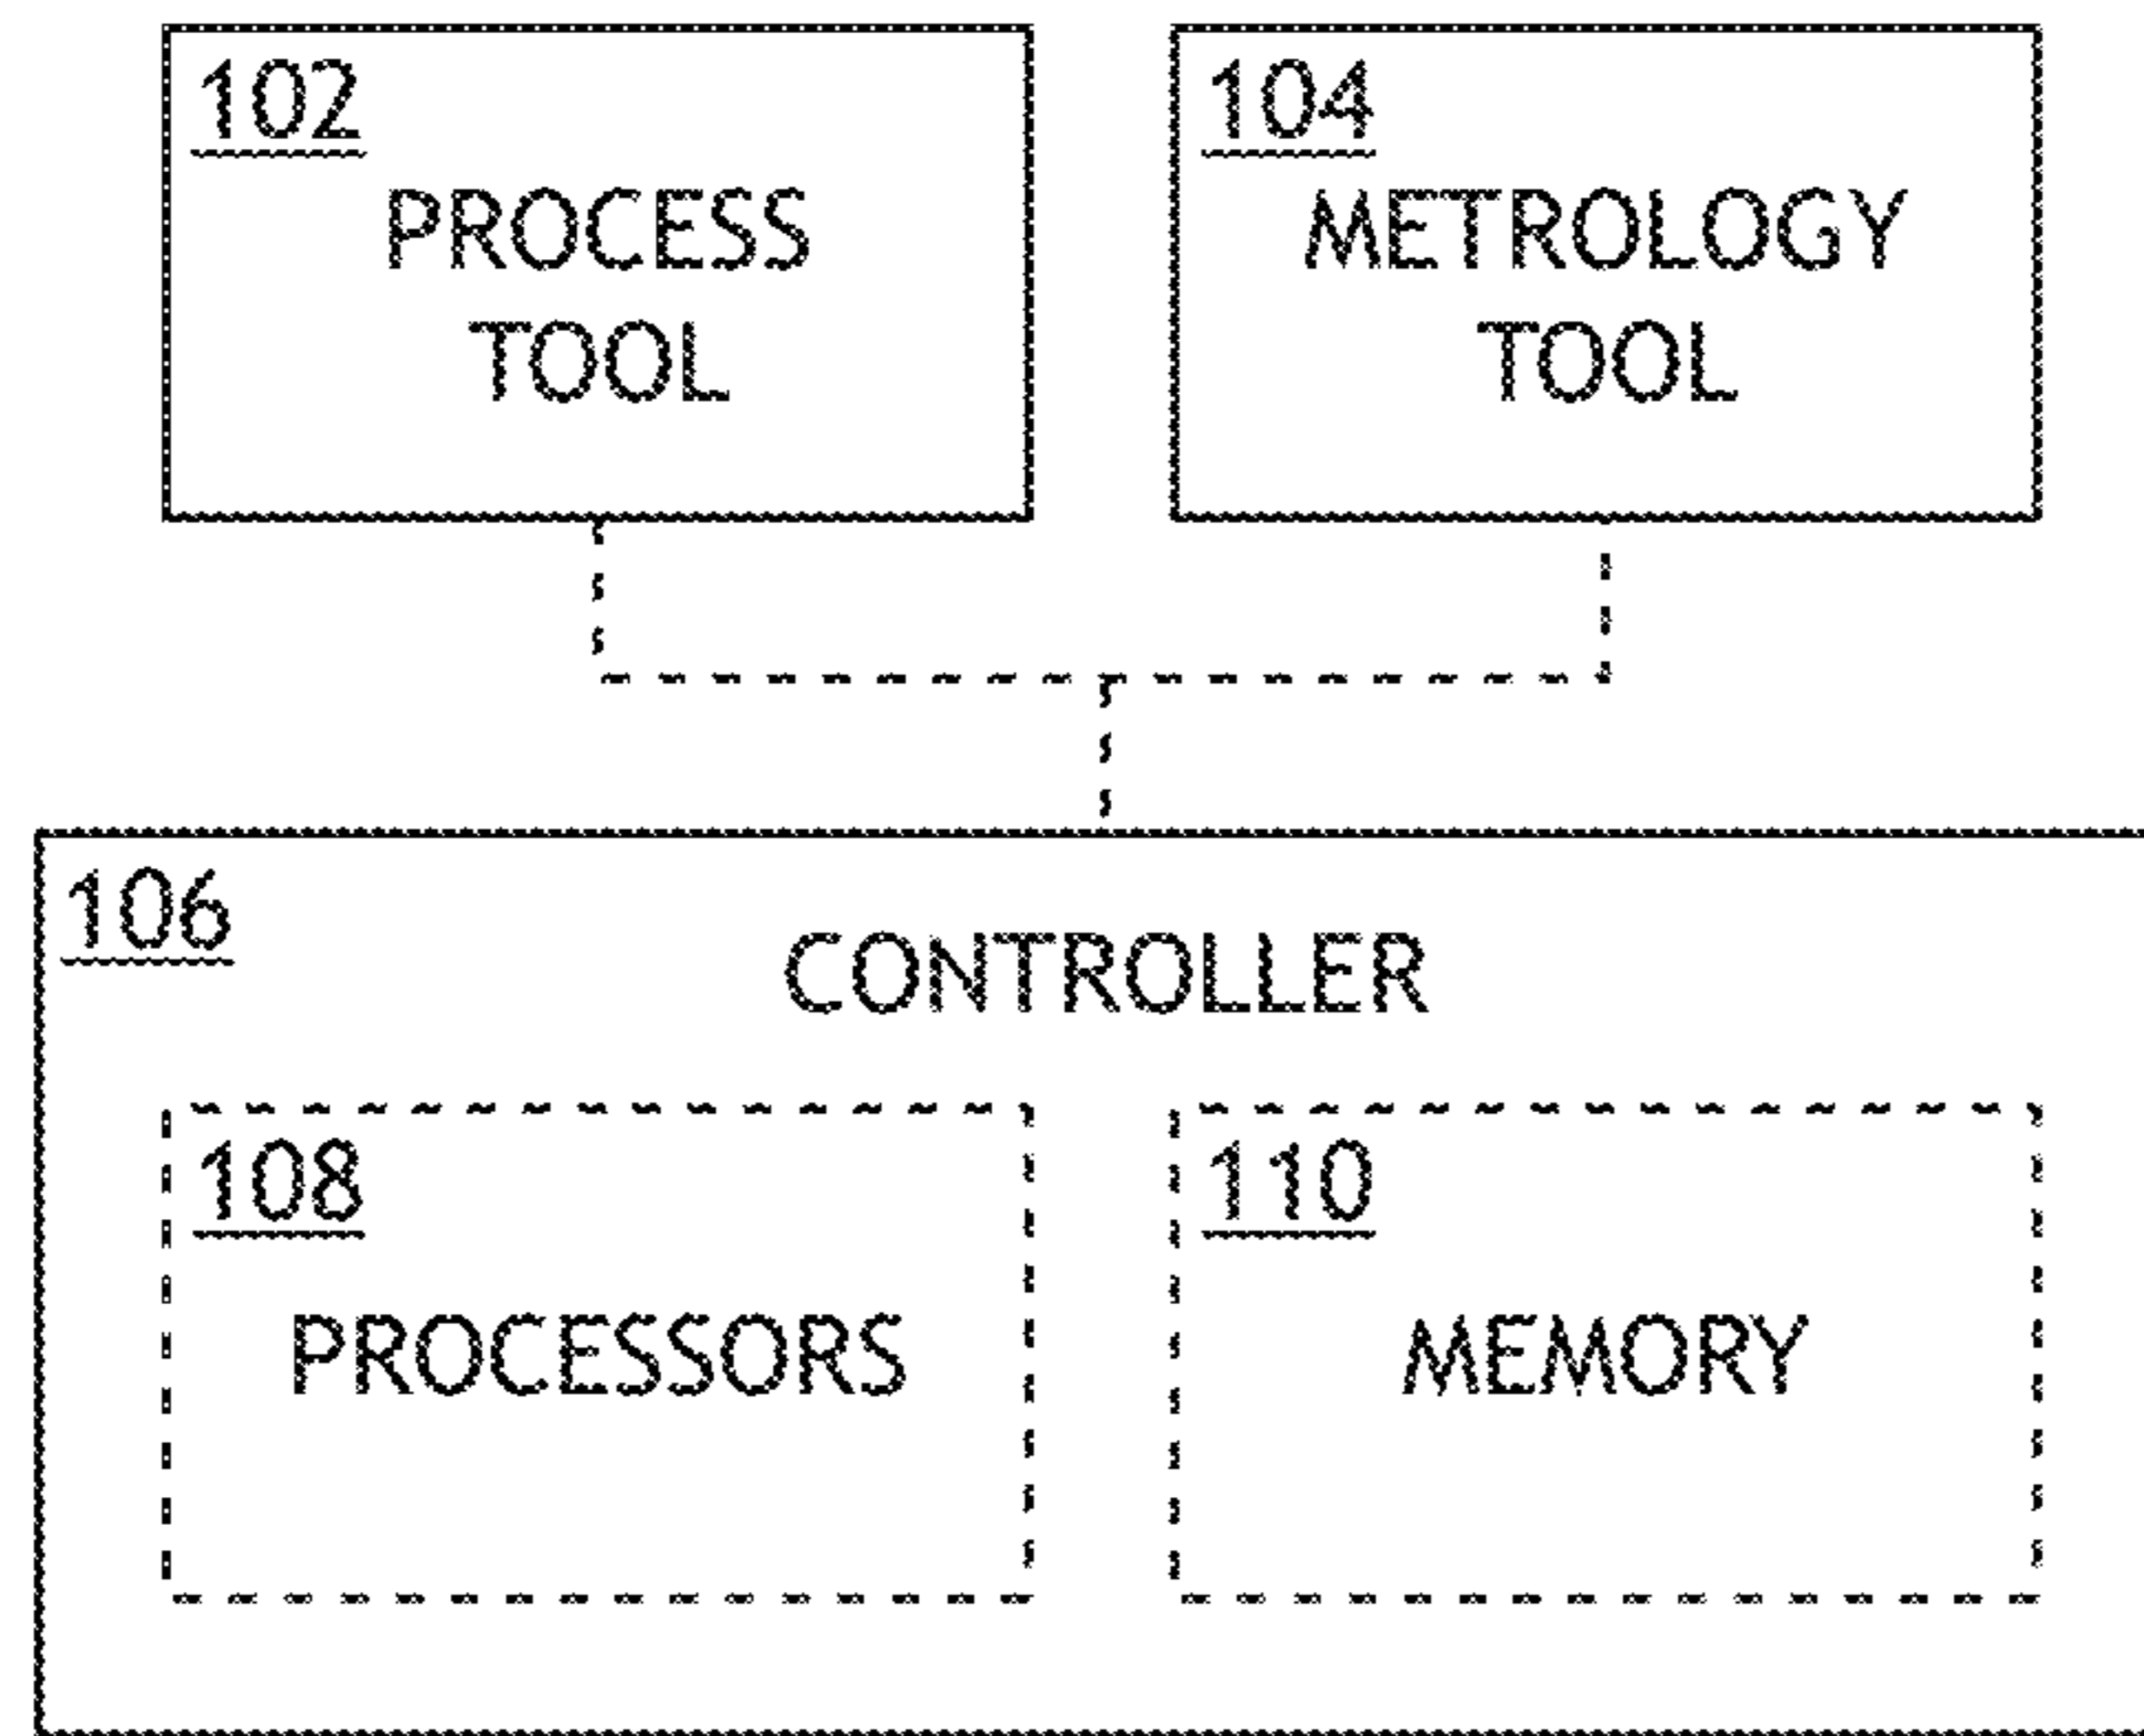 102
PROCESS
TOOL
104
METROLOGY
TOOL
106
CONTROLLER
108
PROCESSORS
110
MEMORY